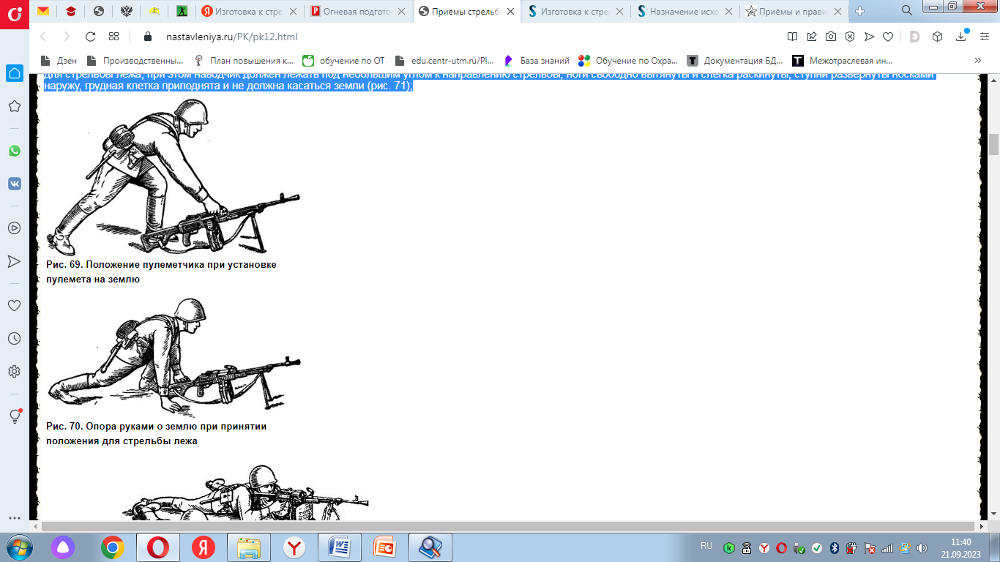 Изготовка к стре
Огневая подгото
Приёмы стрельб
Изготовка к стре
Назначение исхо
Приёмы и прави
nastavleniya.ru/PK/pk12.html
Дзен
Производственны...
План повышения к...
обучение по ОТ
edu.centr-utm.ru/Pl...
База знаний
Обучение по Охра...
Документация БД...
Межотраслевая ин...
для стрельбы лежа, при этом наводчик должен лежать под небольшим углом к направлению стрельбы, ноги свободно вытянуты и слегка раскинуты, ступни развернуты носками
наружу, грудная клетка приподнята и не должна касаться земли (рис. 71);
Рис. 69. Положение пулеметчика при установке
пулемета на землю
Рис. 70. Опора руками о землю при принятии
положения для стрельбы лежа
RU
11:40
21.09.2023